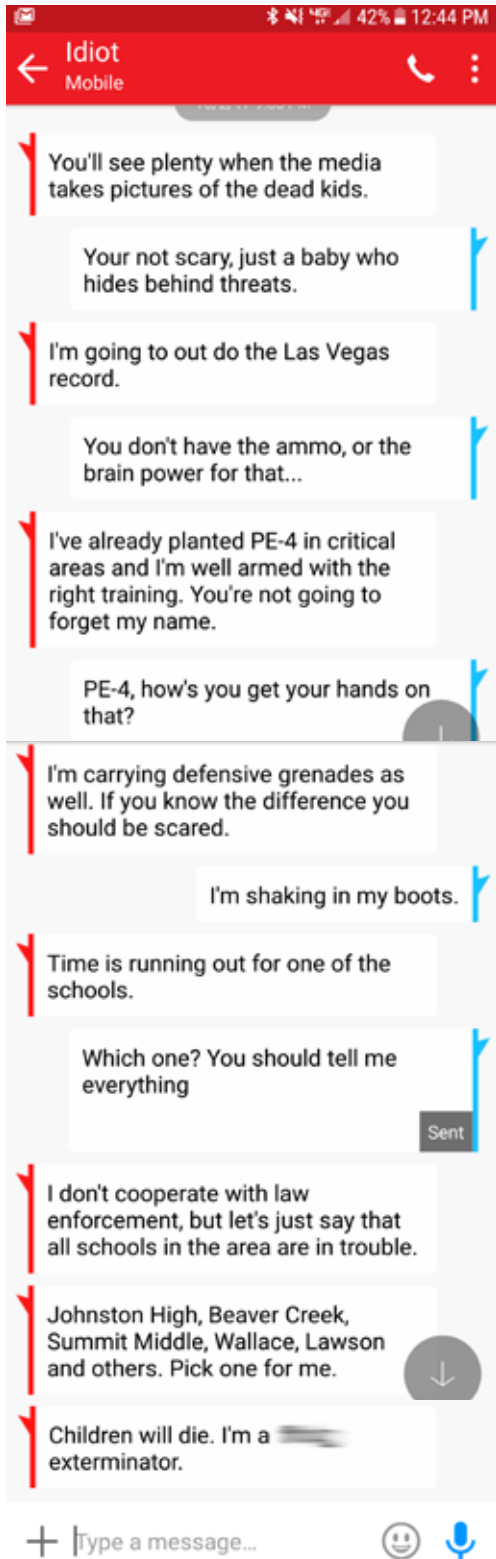 42% 12:44 PM
Idiot
Mobile
You'll see plenty when the media
takes pictures of the dead kids.
Your not scary, just a baby who
hides behind threats.
I'm going to out do the Las Vegas
record.
You don't have the ammo, or the
brain power for that...
I've already planted PE-4 in critical
areas and I'm well armed with the
right training. You're not going to
forget my name.
PE-4, how's you get your hands on
that?
I'm carrying defensive grenades as
well. If you know the difference you
should be scared.
I'm shaking in my boots.
Time is running out for one of the
schools.
Which one? You should tell me
everything
Sent
I don't cooperate with law
enforcement, but let's just say that
all schools in the area are in trouble.
Johnston High, Beaver Creek,
Summit Middle, Wallace, Lawson
and others. Pick one for me.
Children will die. I'm a
exterminator.
Type a message...